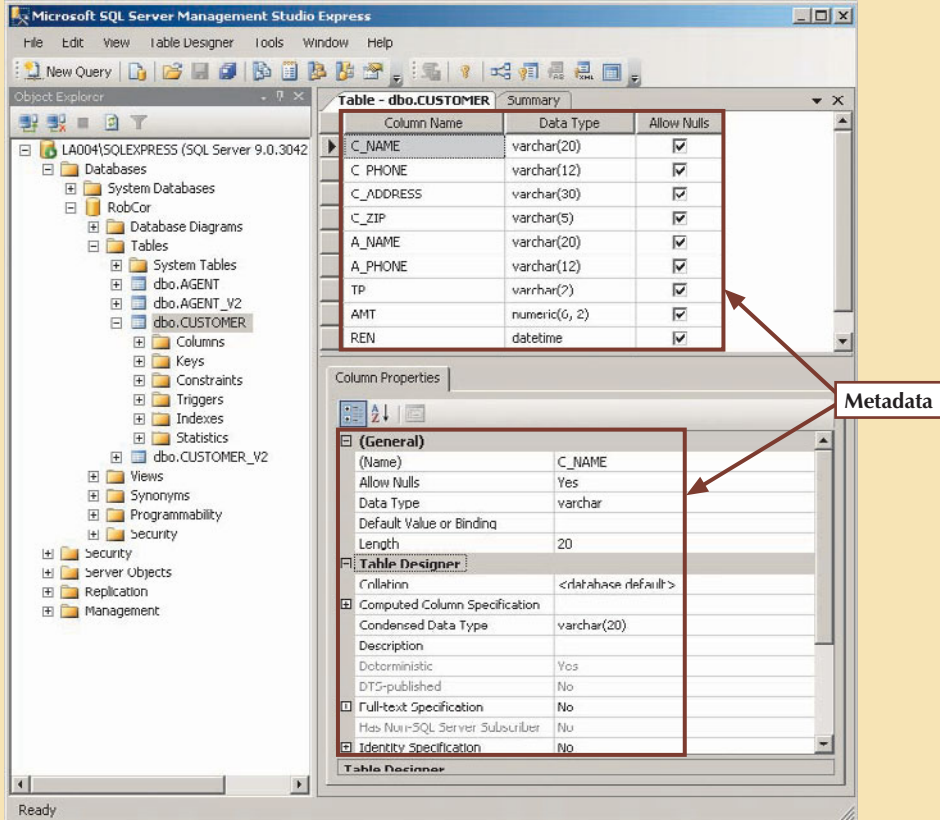 Microsoft SQL Server Management Studio Express
File Edit View Table Designer Tools Window Help
New Query
Object Explorer
LA004\SQLEXPRESS (SQL Server 9.0.3042
Databases
System Databases
RobCor
Database Diagrams
Tables
System Tables
dbo.AGENT
dbo.AGENT_V2
dbo.CUSTOMER
Columns
Keys
Constraints
Triggers
Indexes
Statistics
dbo.CUSTOMER_V2
Views
Synonyms
Programmability
Security
Security
Server Objects
Replication
Management
Table - dbo.CUSTOMER Summary
Column Name Data Type Allow Nulls
C_NAME varchar(20)
C_PHONE varchar(12)
C_ADDRESS varchar(30)
C_ZIP varchar(5)
A_NAME varchar(20)
A_PHONE varchar(12)
TP varchar(2)
AMT numeric(6, 2)
REN datetime
Metadata
Column Properties
(General)
(Name) C_NAME
Allow Nulls Yes
Data Type varchar
Default Value or Binding
Length 20
Table Designer
Collation <database default>
Computed Column Specification
Condensed Data Type varchar(20)
Description
Deterministic Yes
DTS-published No
Full-text Specification No
Has Non-SQL Server Subscriber No
Identity Specification No
Table Designer
Ready